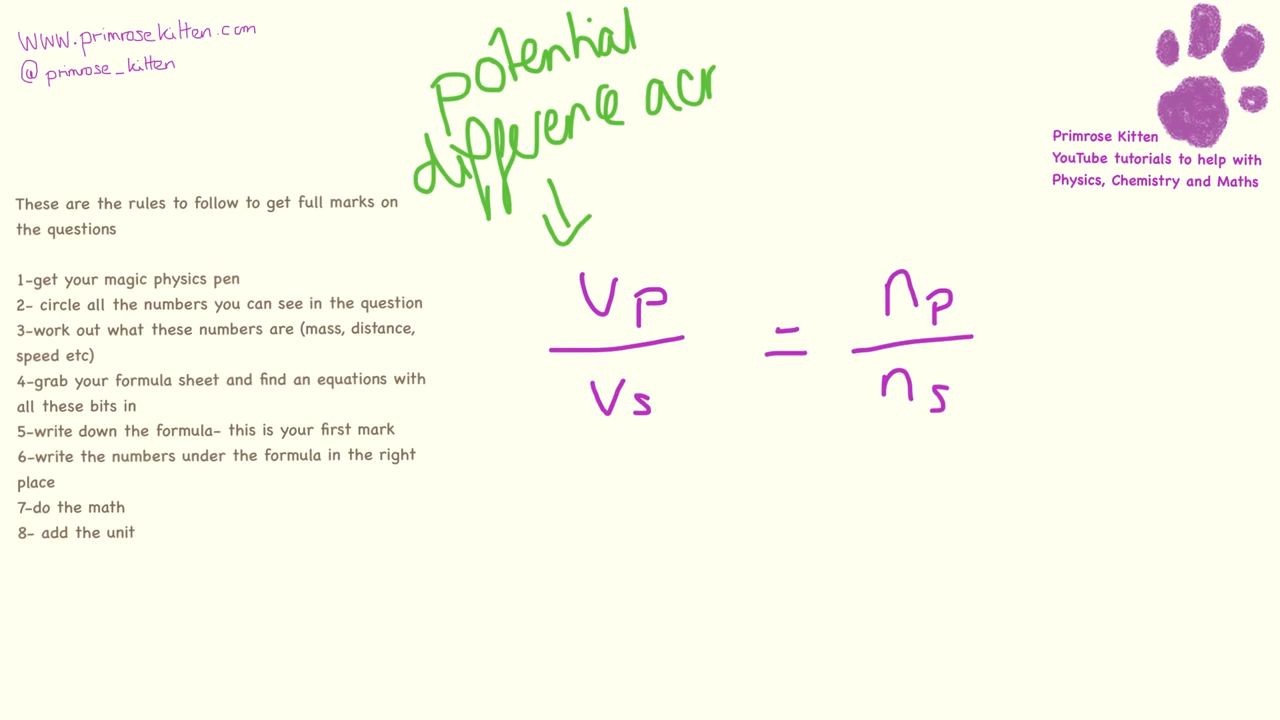 www.primrosekitten.com
@primrose_kitten
potential
difference acr
Primrose Kitten
YouTube tutorials to help with
Physics, Chemistry and Maths
These are the rules to follow to get full marks on
the questions
1-get your magic physics pen
2- circle all the numbers you can see in the question
3-work out what these numbers are (mass, distance,
speed etc)
4-grab your formula sheet and find an equations with
all these bits in
5-write down the formula- this is your first mark
6-write the numbers under the formula in the right
place
7-do the math
8- add the unit
Vp = np
Vs ns